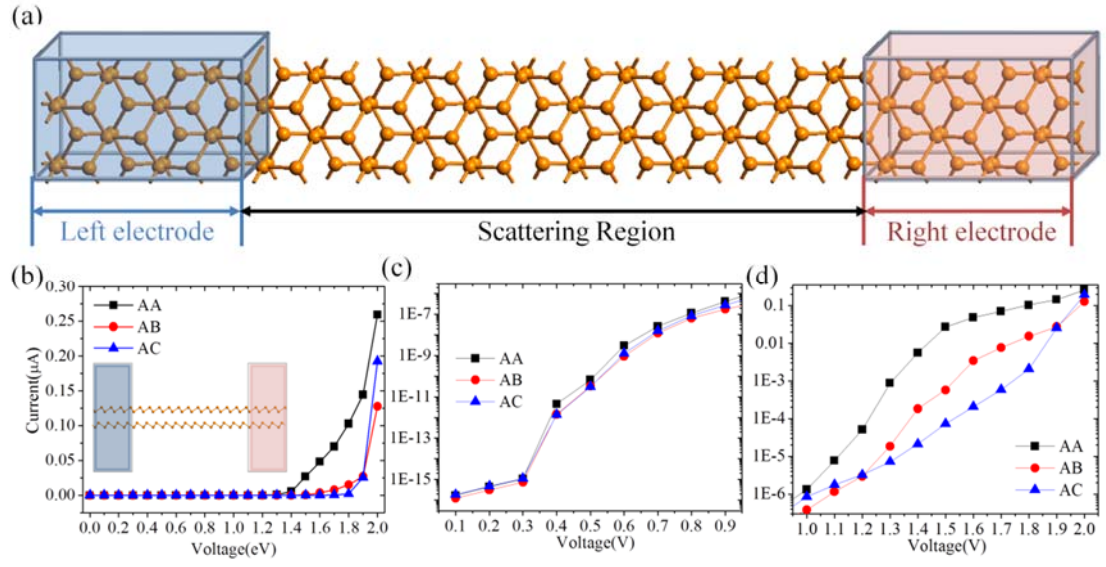 (a)
Left electrode
Scattering Region
Right electrode
(b)
0.30
0.25
0.20
0.15
0.10
0.05
0.00
Current(μA)
AA
AB
AC
0.0 0.2 0.4 0.6 0.8 1.0 1.2 1.4 1.6 1.8 2.0
Voltage(eV)
(c)
1E-7
1E-9
1E-11
1E-13
1E-15
AA
AB
AC
0.1 0.2 0.3 0.4 0.5 0.6 0.7 0.8 0.9
Voltage(V)
(d)
0.1
0.01
1E-3
1E-4
1E-5
1E-6
AA
AB
AC
1.0 1.1 1.2 1.3 1.4 1.5 1.6 1.7 1.8 1.9 2.0
Voltage(V)